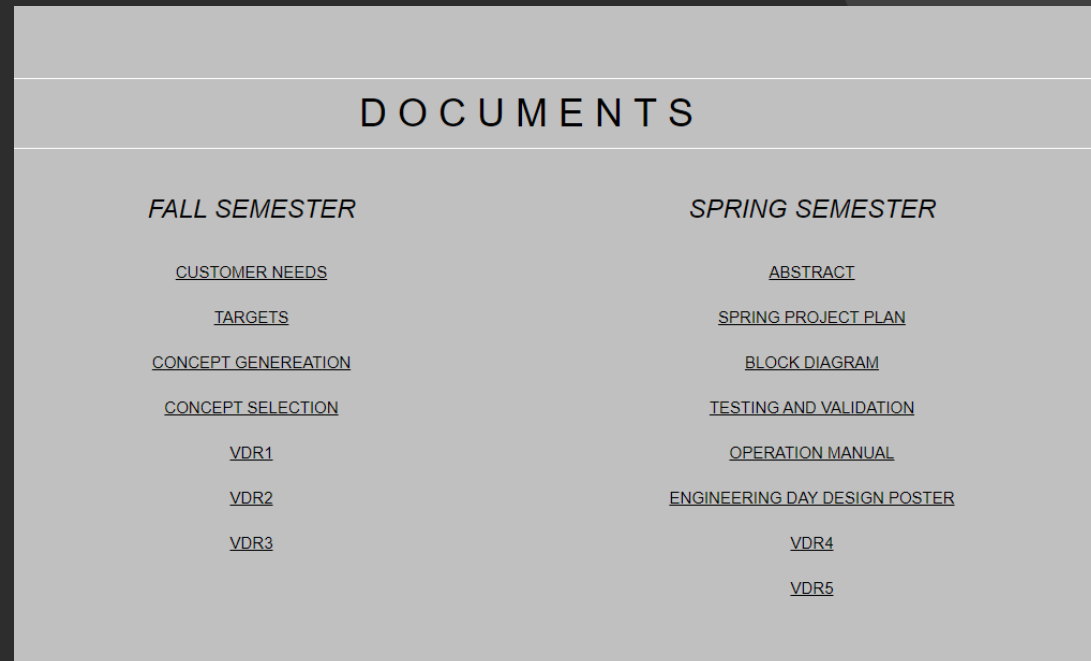 DOCUMENTS
FALL SEMESTER
CUSTOMER NEEDS
TARGETS
CONCEPT GENEREATION
CONCEPT SELECTION
VDR1
VDR2
VDR3
SPRING SEMESTER
ABSTRACT
SPRING PROJECT PLAN
BLOCK DIAGRAM
TESTING AND VALIDATION
OPERATION MANUAL
ENGINEERING DAY DESIGN POSTER
VDR4
VDR5